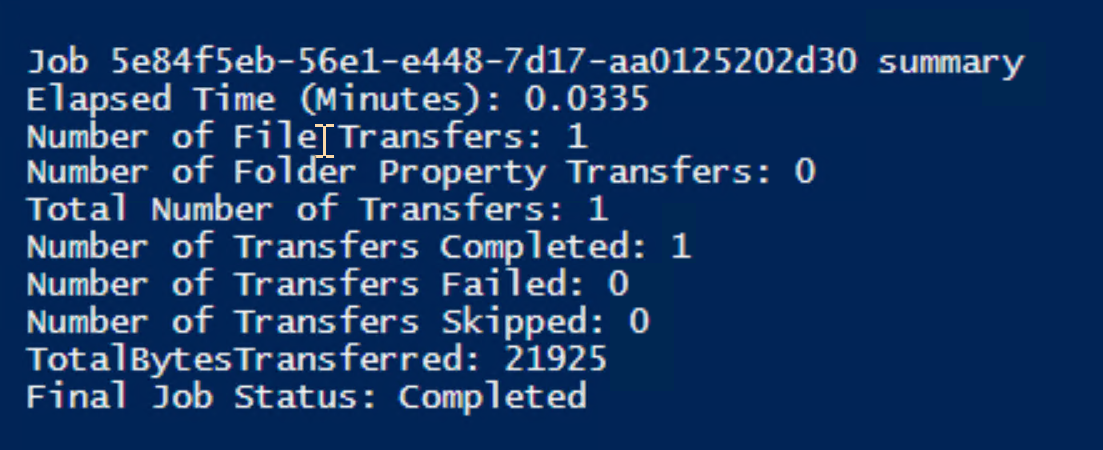 Job 5e84f5eb-56e1-e448-7d17-aa0125202d30 summary
Elapsed Time (Minutes): 0.0335
Number of File Transfers: 1
Number of Folder Property Transfers: 0
Total Number of Transfers: 1
Number of Transfers Completed: 1
Number of Transfers Failed: 0
Number of Transfers Skipped: 0
TotalBytesTransferred: 21925
Final Job Status: Completed